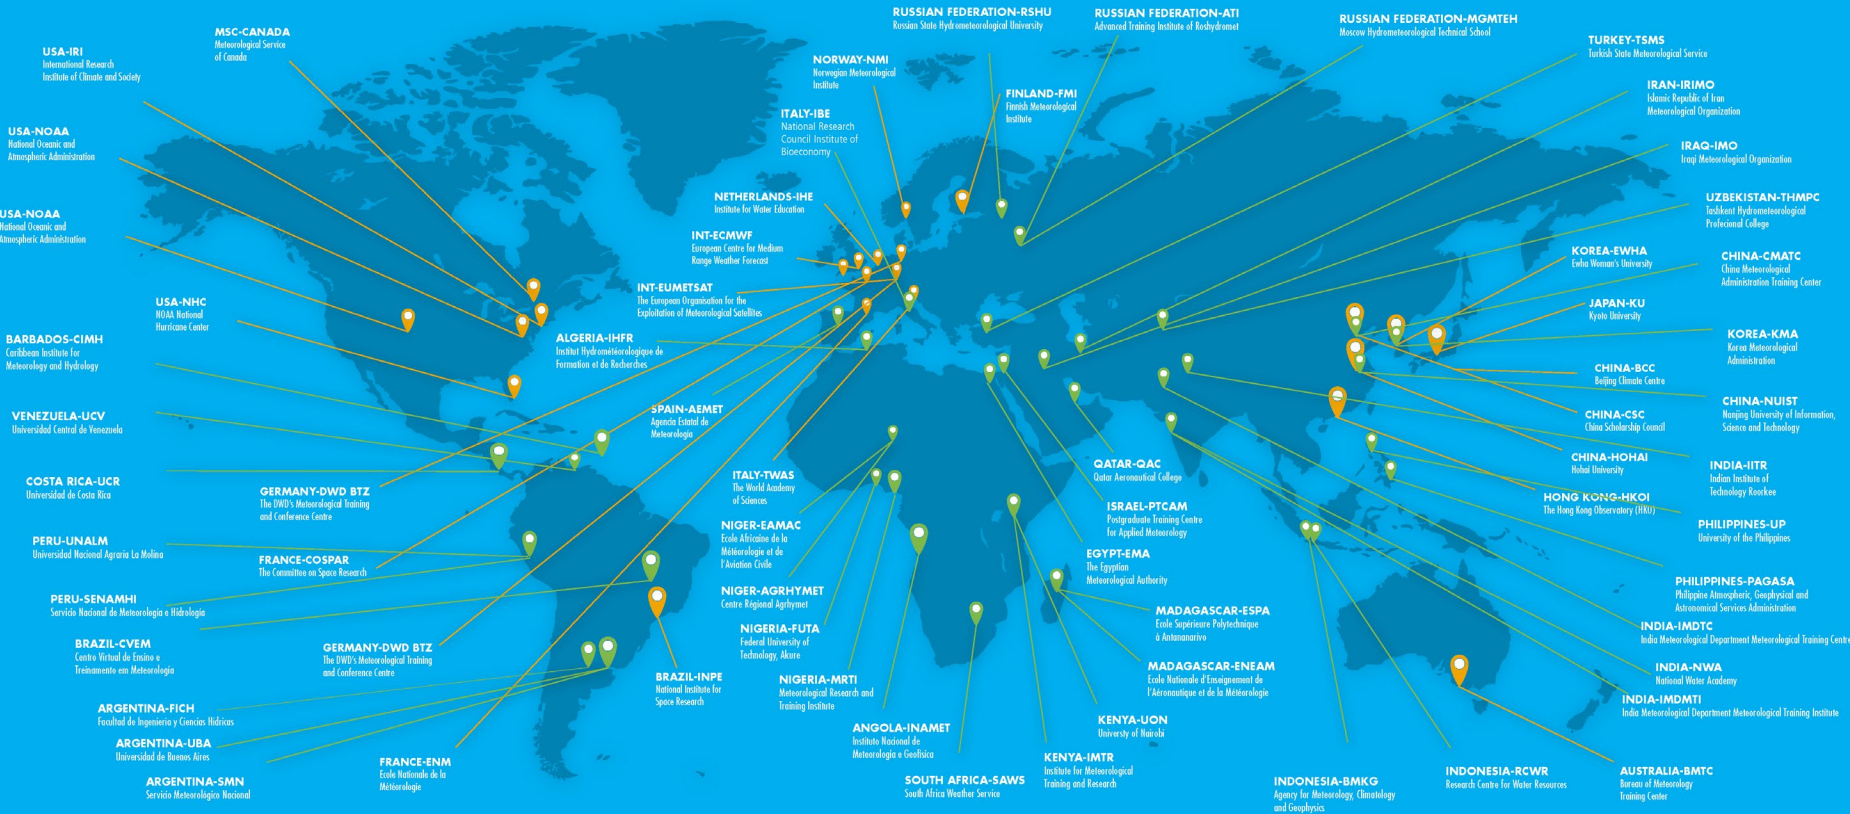 RUSSIAN FEDERATION-RSHU
Russian State Hydrometeorological University
RUSSIAN FEDERATION-ATI
Advanced Training Institute of Roshydromet
RUSSIAN FEDERATION-MGMTEH
Moscow Hydrometeorological Technical School
TURKEY-TSMS
Turkish State Meteorological Service
MSC-CANADA
Meteorological Service
of Canada
USA-IRI
International Research
Institute of Climate and Society
NORWAY-NMI
Norwegian Meteorological
Institute
FINLAND-FMI
Finnish Meteorological
Institute
IRAN-IRIMO
Islamic Republic of Iran
Meteorological Organization
ITALY-IBE
National Research
Council Institute of
Bioeconomy
USA-NOAA
National Oceanic and
Atmospheric Administration
IRAQ-IMO
Iraqi Meteorological Organization
NETHERLANDS-IHE
Institute for Water Education
UZBEKISTAN-THMPC
Tashkent Hydrometeorological
Profecional College
USA-NOAA
National Oceanic and
Atmospheric Administration
INT-ECMWF
European Centre for Medium
Range Weather Forecast
KOREA-EWHA
Ewha Woman's University
CHINA-CMATC
China Meteorological
Administration Training Center
INT-EUMETSAT
The European Organisation for the
Exploitation of Meteorological Satellites
USA-NHC
NOAA National
Hurricane Center
JAPAN-KU
Kyoto University
BARBADOS-CIMH
Caribbean Institute for
Meteorology and Hydrology
ALGERIA-IHFR
Institut Hydrométéorologique de
Formation et de Recherches
KOREA-KMA
Korea Meteorological
Administration
CHINA-BCC
Beijing Climate Centre
SPAIN-AEMET
Agencia Estatal de
Meteorología
CHINA-NUIST
Nanjing University of Information,
Science and Technology
VENEZUELA-UCV
Universidad Central de Venezuela
CHINA-CSC
China Scholarship Council
CHINA-HOHAI
Hohai University
QATAR-QAC
Qatar Aeronautical College
INDIA-IITR
Indian Institute of
Technology Roorkee
ITALY-TWAS
The World Academy
of Sciences
COSTA RICA-UCR
Universidad de Costa Rica
GERMANY-DWD BTZ
The DWD's Meteorological Training
and Conference Centre
HONG KONG-HKOI
The Hong Kong Observatory (HKO)
ISRAEL-PTCAM
Postgraduate Training Centre
for Applied Meteorology
NIGER-EAMAC
Ecole Africaine de la
Météorologie et de
l'Aviation Civile
PHILIPPINES-UP
University of the Philippines
PERU-UNALM
Universidad Nacional Agraria La Molina
EGYPT-EMA
The Egyptian
Meteorological Authority
FRANCE-COSPAR
The Committee on Space Research
PHILIPPINES-PAGASA
Philippine Atmospheric, Geophysical and
Astronomical Services Administration
NIGER-AGRHYMET
Centre Régional Agrhymet
PERU-SENAMHI
Servicio Nacional de Meteorologia e Hidrologia
MADAGASCAR-ESPA
Ecole Supérieure Polytechnique
à Antananarivo
NIGERIA-FUTA
Federal University of
Technology, Akure
INDIA-IMDTC
India Meteorological Department Meteorological Training Centre
BRAZIL-CVEM
Centro Virtual de Ensino e
Treinamento em Meteorologia
GERMANY-DWD BTZ
The DWD's Meteorological Training
and Conference Centre
MADAGASCAR-ENEAM
Ecole Nationale d'Enseignement de
l'Aéronautique et de la Météorologie
INDIA-NWA
National Water Academy
BRAZIL-INPE
National Institute for
Space Research
NIGERIA-MRTI
Meteorological Research and
Training Institute
INDIA-IMDMTI
India Meteorological Department Meteorological Training Institute
ARGENTINA-FICH
Facultad de Ingenieria y Ciencias Hidricas
KENYA-UON
Universty of Nairobi
ANGOLA-INAMET
Instituto Nacional de
Meteorologia e Geofisica
ARGENTINA-UBA
Universidad de Buenos Aires
KENYA-IMTR
Institute for Meteorological
Training and Research
FRANCE-ENM
Ecole Nationale de la
Météorologie
ARGENTINA-SMN
Servicio Meteorológico Nacional
SOUTH AFRICA-SAWS
South Africa Weather Service
INDONESIA-BMKG
Agency for Meteorology, Climatology
and Geophysics
INDONESIA-RCWR
Research Centre for Water Resources
AUSTRALIA-BMTC
Bureau of Meteorology
Training Center